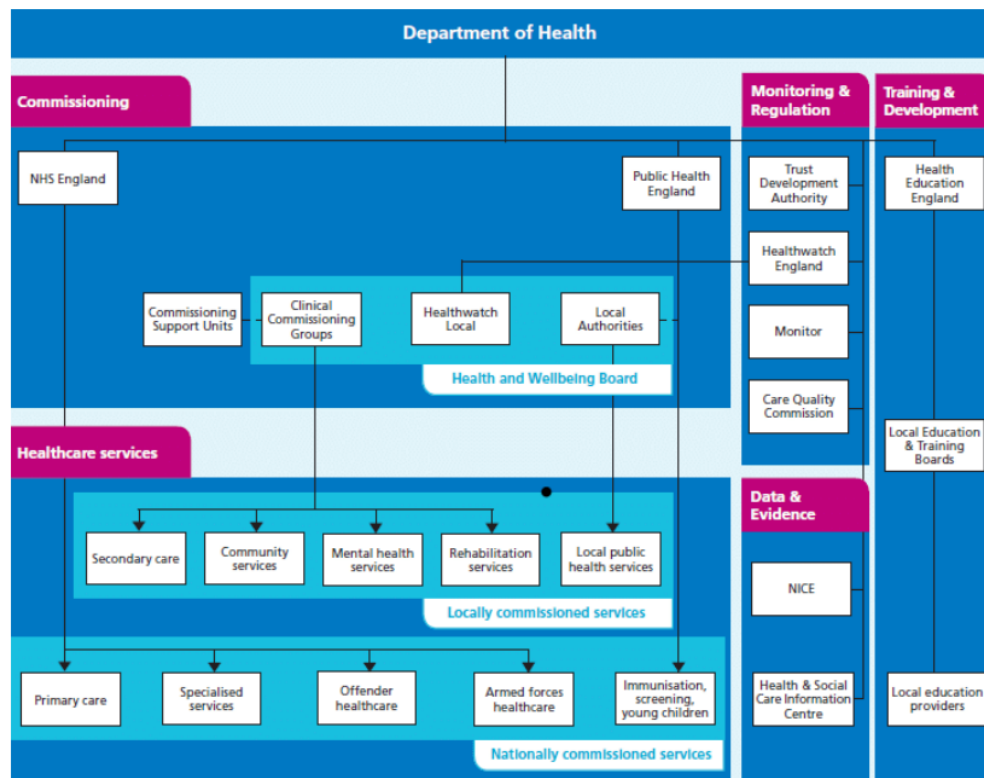 Department of Health
Commissioning
Monitoring &
Regulation
Training &
Development
NHS England
Public Health
England
Trust
Development
Authority
Health
Education
England
Healthwatch
England
Commissioning
Support Units
Clinical
Commissioning
Groups
Healthwatch
Local
Local
Authorities
Monitor
Health and Wellbeing Board
Care Quality
Commission
Local Education
& Training
Boards
Healthcare services
Data &
Evidence
Secondary care
Community
services
Mental health
services
Rehabilitation
services
Local public
health services
NICE
Locally commissioned services
Primary care
Specialised
services
Offender
healthcare
Armed forces
healthcare
Immunisation,
screening,
young children
Health & Social
Care Information
Centre
Local education
providers
Nationally commissioned services